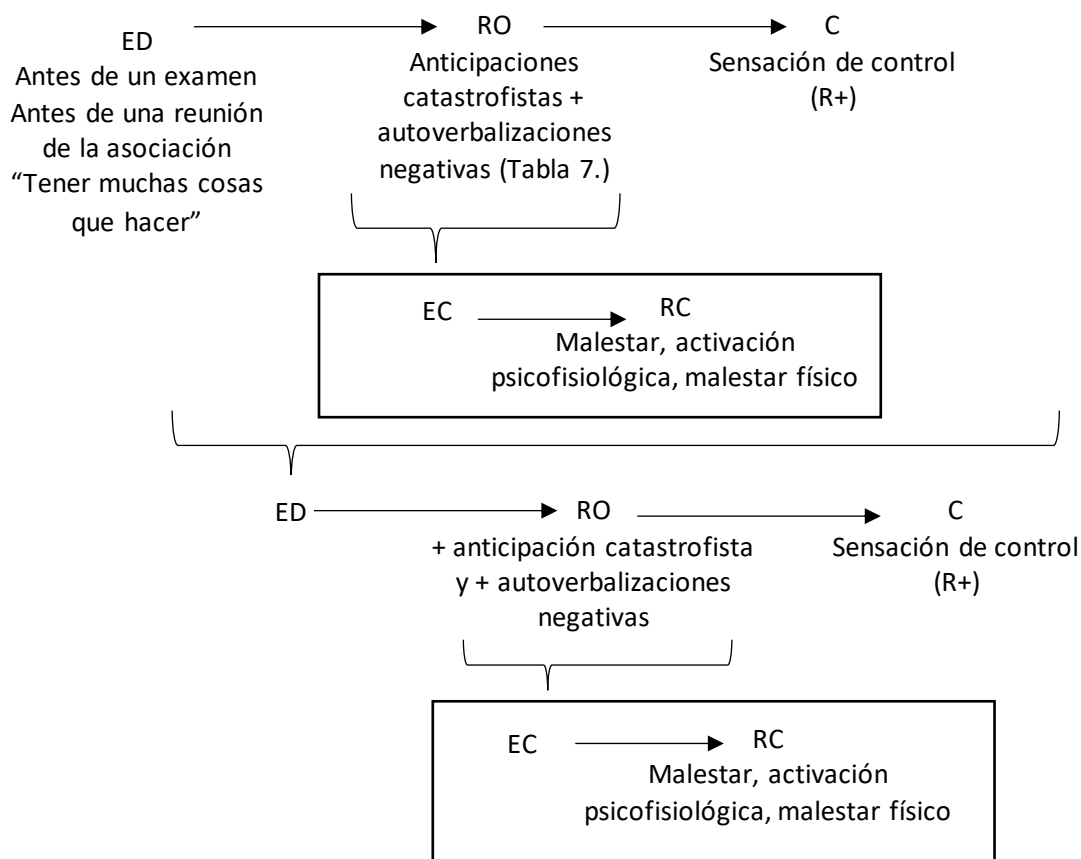 ED
Antes de un examen
Antes de una reunión
de la asociación
“Tener muchas cosas
que hacer”
RO
Anticipaciones
catastrofistas +
autoverbalizaciones
negativas (Tabla 7.)
C
Sensación de control
(R+)
EC
RC
Malestar, activación
psicofisiológica, malestar físico
ED
RO
+ anticipación catastrofista
y + autoverbalizaciones
negativas
C
Sensación de control
(R+)
EC
RC
Malestar, activación
psicofisiológica, malestar físico